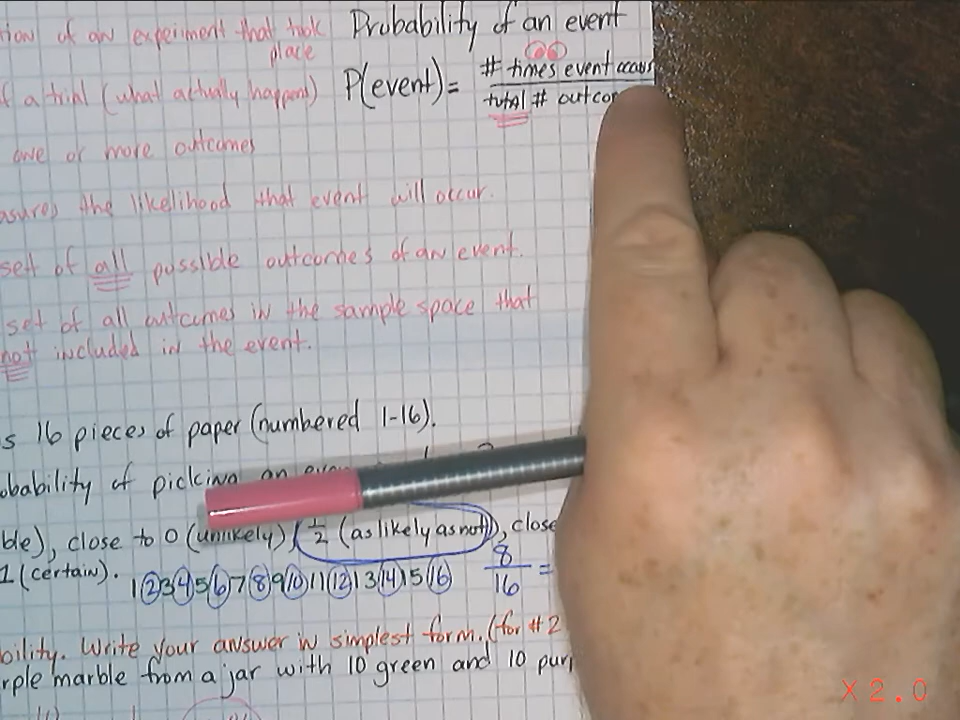 tion of an experiment that took place
Probability of an event
f a trial (what actually happens)
P(event) = # times event occurs
total # outco
one or more outcomes
asures the likelihood that event will occur.
set of all possible outcomes of an event.
set of all outcomes in the sample space that
not included in the event.
s 16 pieces of paper (numbered 1-16).
obability of picking an
ble), close to 0 (unlikely), 1/2 (as likely as not), close
1 (certain).
1 2 3 4 5 6 7 8 9 10 11 12 13 14 15 16
8/16 =
bility. Write your answer in simplest form. (for #2
rple marble from a jar with 10 green and 10 pur
X2.0